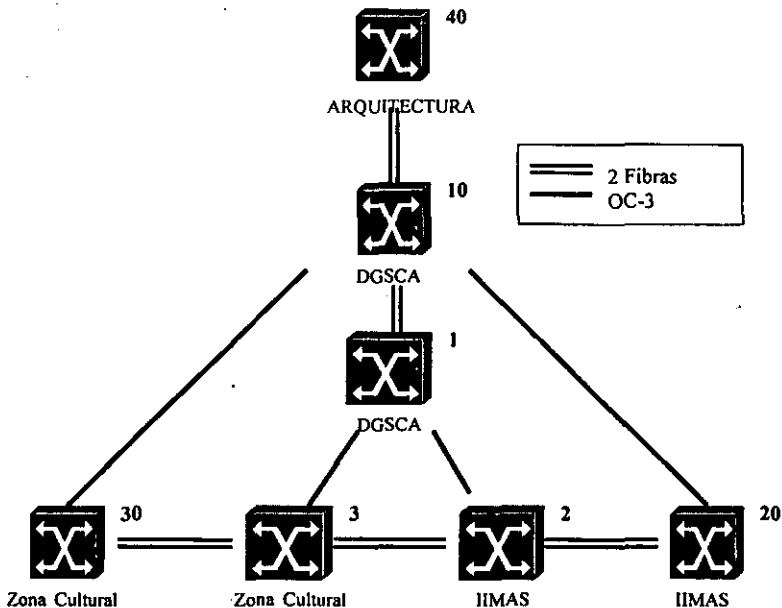 40
ARQUITECTURA
2 Fibras
OC-3
10
DGSCA
1
DGSCA
30
3
2
20
Zona Cultural
Zona Cultural
IIMAS
IIMAS